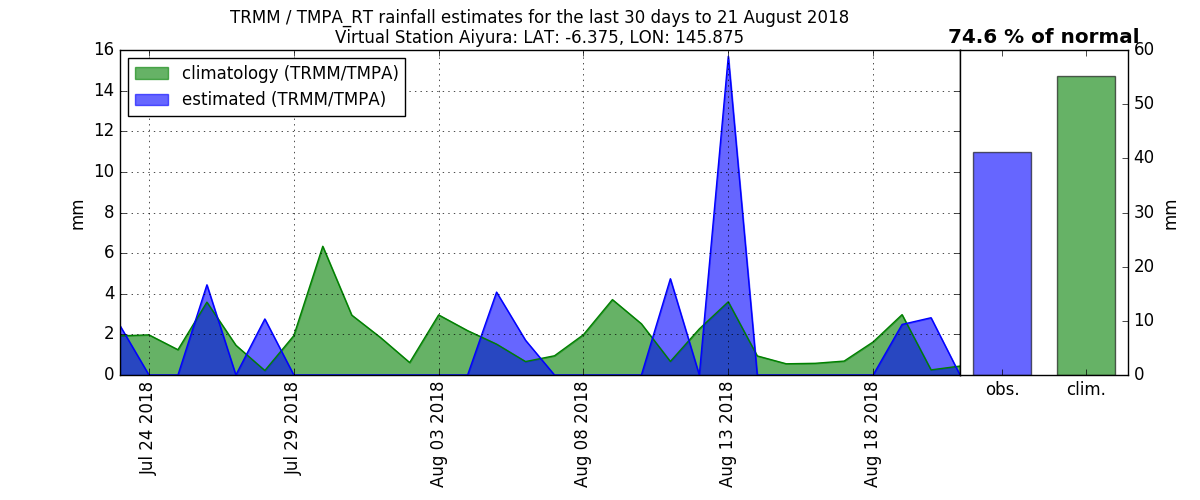 TRMM / TMPA_RT rainfall estimates for the last 30 days to 21 August 2018
Virtual Station Aiyura: LAT: -6.375, LON: 145.875
74.6 % of normal
climatology (TRMM/TMPA)
estimated (TRMM/TMPA)
mm
16
14
12
10
8
6
4
2
0
Jul 24 2018
Jul 29 2018
Aug 03 2018
Aug 08 2018
Aug 13 2018
Aug 18 2018
60
50
40
30
20
10
0
mm
obs.
clim.